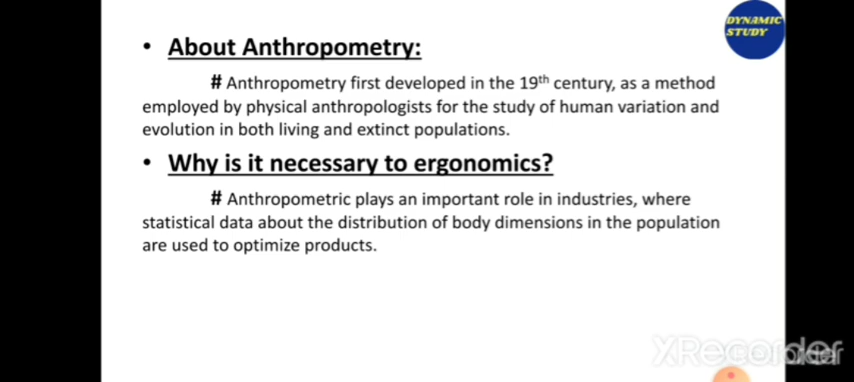 DYNAMIC
STUDY
• About Anthropometry:
# Anthropometry first developed in the 19th century, as a method
employed by physical anthropologists for the study of human variation and
evolution in both living and extinct populations.
• Why is it necessary to ergonomics?
# Anthropometric plays an important role in industries, where
statistical data about the distribution of body dimensions in the population
are used to optimize products.
XRecorder